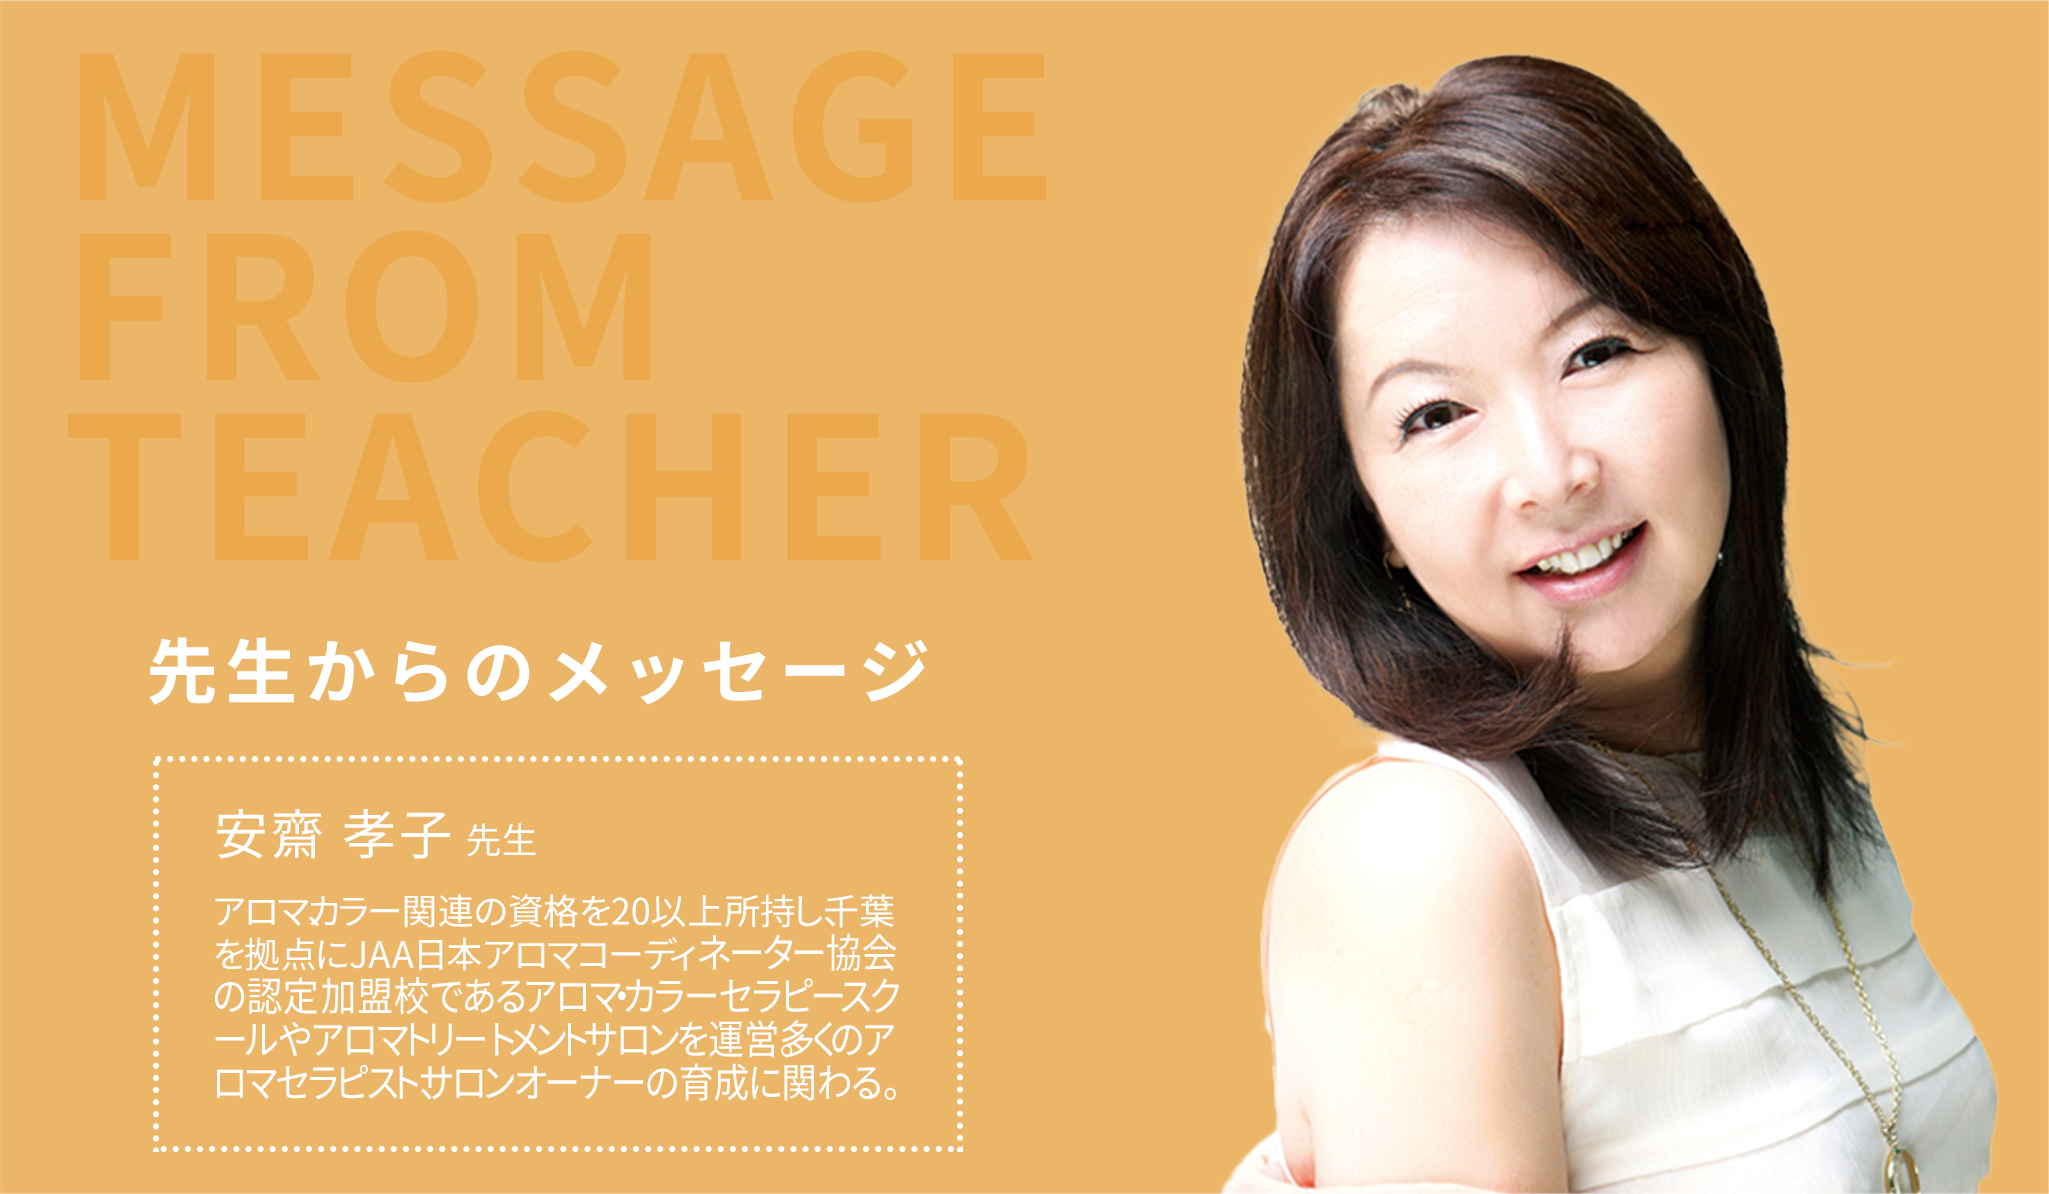 MESSAGE
FROM
TEACHER
先生からのメッセージ
安齋 孝子 先生
アロマ、カラー関連の資格を20以上所持し、千葉
を拠点にJAA日本アロマコーディネーター協会
の認定加盟校であるアロマ・カラーセラピースク
ールやアロマトリートメントサロンを運営。多くのア
ロマセラピスト、サロンオーナーの育成に関わる。